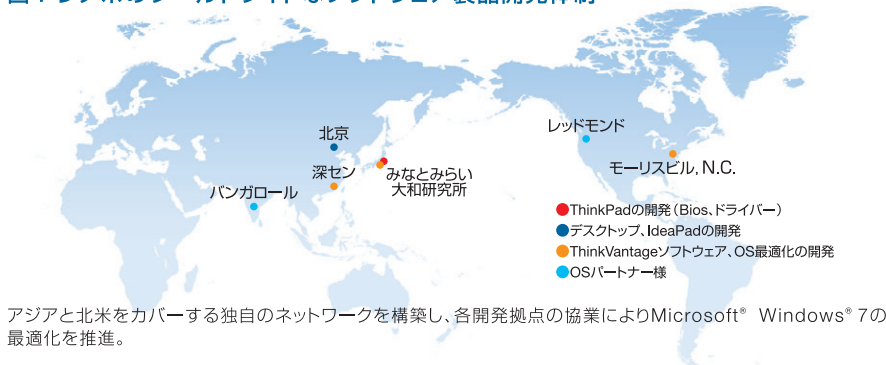 北京
レッドモンド
深セン
みなとみらい
大和研究所
モーリスビル, N.C.
バンガロール
●ThinkPadの開発（Bios、ドライバー）
●デスクトップ、IdeaPadの開発
●ThinkVantageソフトウェア、OS最適化の開発
●OSパートナー様
アジアと北米をカバーする独自のネットワークを構築し、各開発拠点の協業によりMicrosoft® Windows® 7の
最適化を推進。